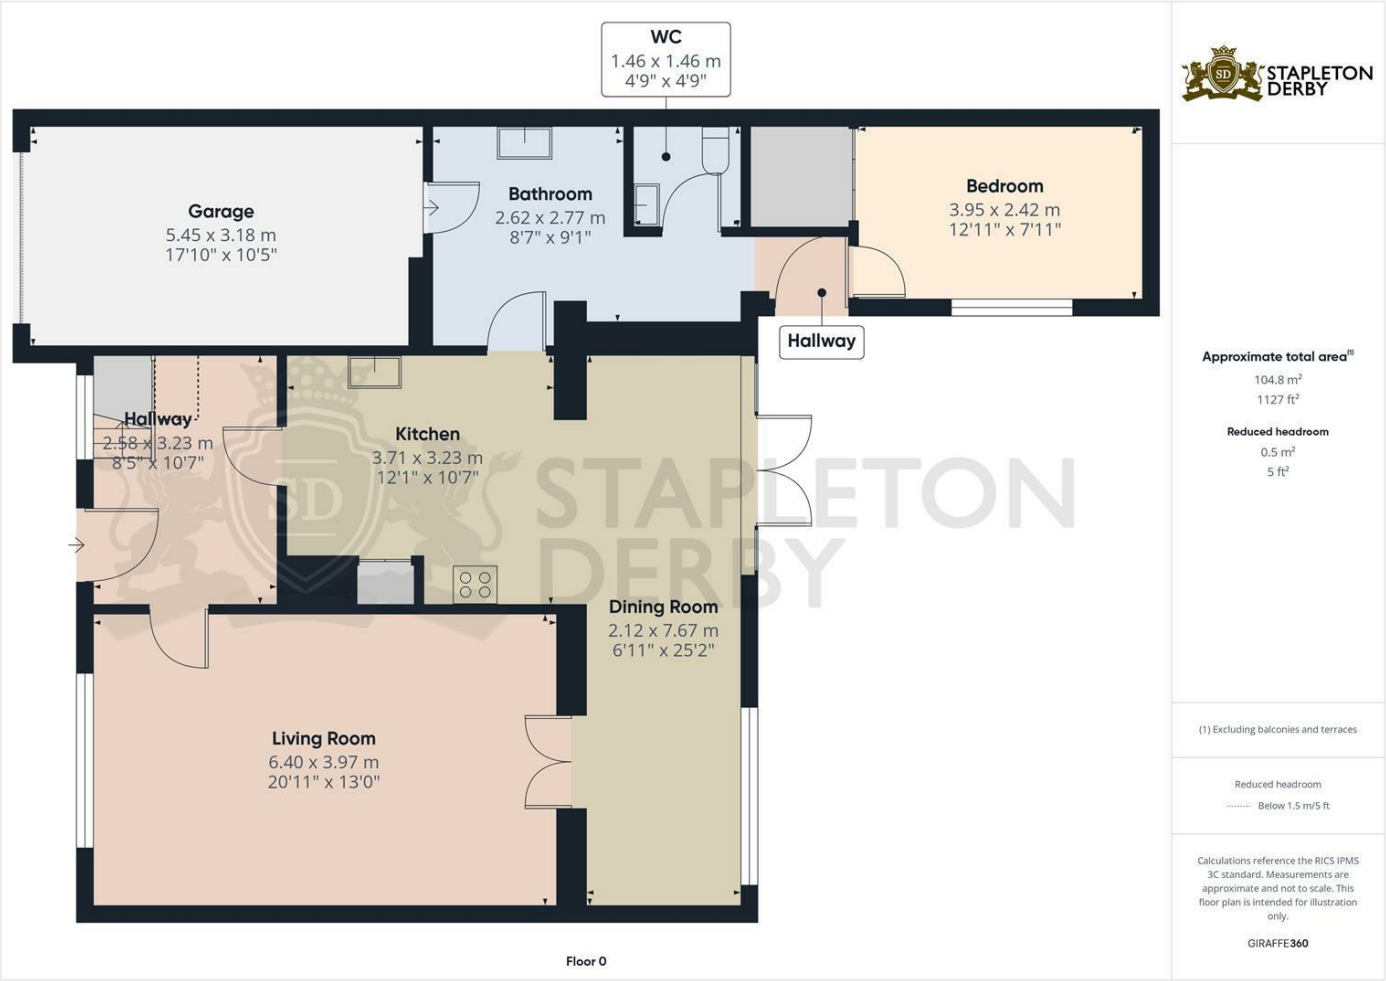 WC
1.46 x 1.46 m
4'9" x 4'9"
Garage
5.45 x 3.18 m
17'10" x 10'5"
Bathroom
2.62 x 2.77 m
8'7" x 9'1"
Bedroom
3.95 x 2.42 m
12'11" x 7'11"
Hallway
Hallway
2.58 x 3.23 m
8'5" x 10'7"
Kitchen
3.71 x 3.23 m
12'1" x 10'7"
SD
STAPLETON
DERBY
Dining Room
2.12 x 7.67 m
6'11" x 25'2"
Living Room
6.40 x 3.97 m
20'11" x 13'0"
Floor 0
SD
STAPLETON
DERBY
Approximate total area⁽¹⁾
104.8 m²
1127 ft²
Reduced headroom
0.5 m²
5 ft²
(1) Excluding balconies and terraces
Reduced headroom
Below 1.5 m/5 ft
Calculations reference the RICS IPMS
3C standard. Measurements are
approximate and not to scale. This
floor plan is intended for illustration
only.
GIRAFFE360